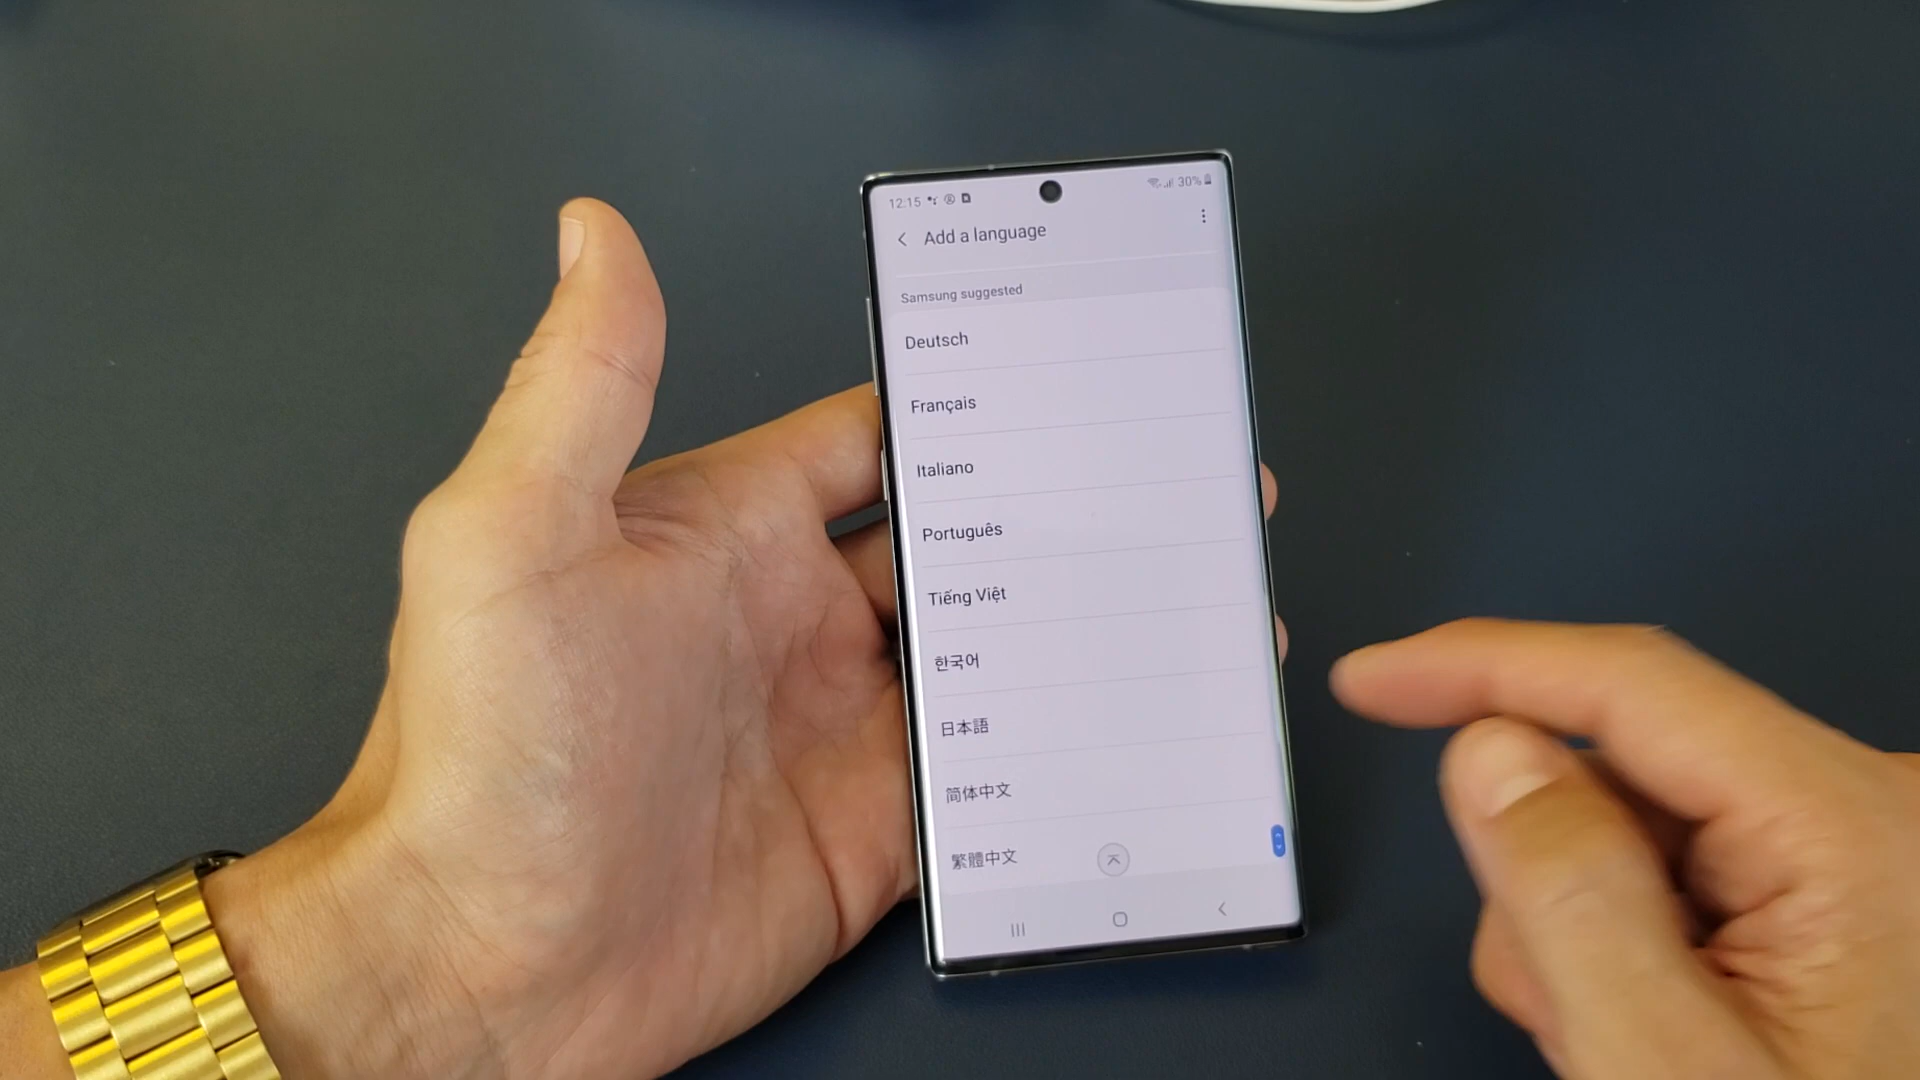 12:15
30%
Add a language
Samsung suggested
Deutsch
Français
Italiano
Português
Tiếng Việt
한국어
日本語
简体中文
繁體中文